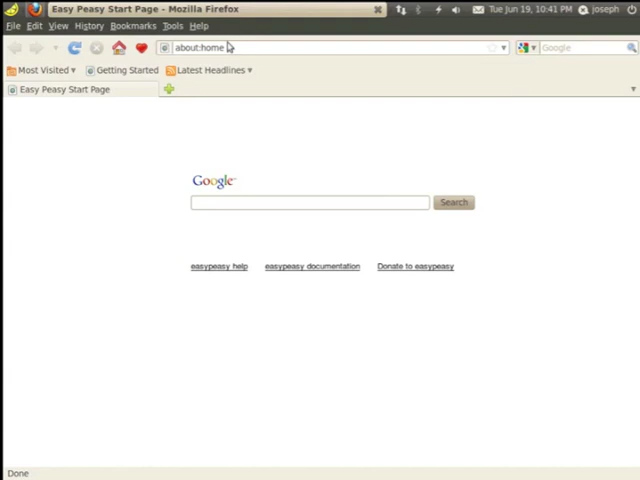 Easy Peasy Start Page - Mozilla Firefox
Tue Jun 19, 10:41 PM joseph
File Edit View History Bookmarks Tools Help
about:home Google
Most Visited Getting Started Latest Headlines
Easy Peasy Start Page
Google
Search
easypeasy help easypeasy documentation Donate to easypeasy
Done